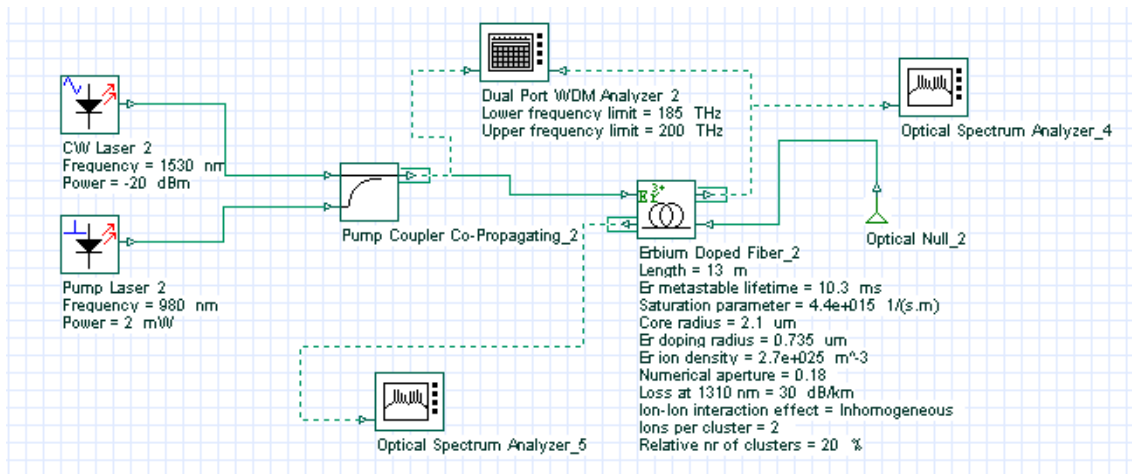 Dual Port WDM Analyzer_2
Lower frequency limit = 185 THz
Upper frequency limit = 200 THz
Optical Spectrum Analyzer_4
CW Laser 2
Frequency = 1530 nm
Power = -20 dBm
Pump Coupler Co-Propagating_2
Pump Laser 2
Frequency = 980 nm
Power = 2 mW
Optical Null_2
E 3+
Erbium Doped Fiber_2
Length = 13 m
Er metastable lifetime = 10.3 ms
Saturation parameter = 4.4e+015 1/(s.m)
Core radius = 2.1 um
Er doping radius = 0.735 um
Er ion density = 2.7e+025 m^-3
Numerical aperture = 0.18
Loss at 1310 nm = 30 dB/km
Ion-Ion interaction effect = Inhomogeneous
Ions per cluster = 2
Relative nr of clusters = 20 %
Optical Spectrum Analyzer_5